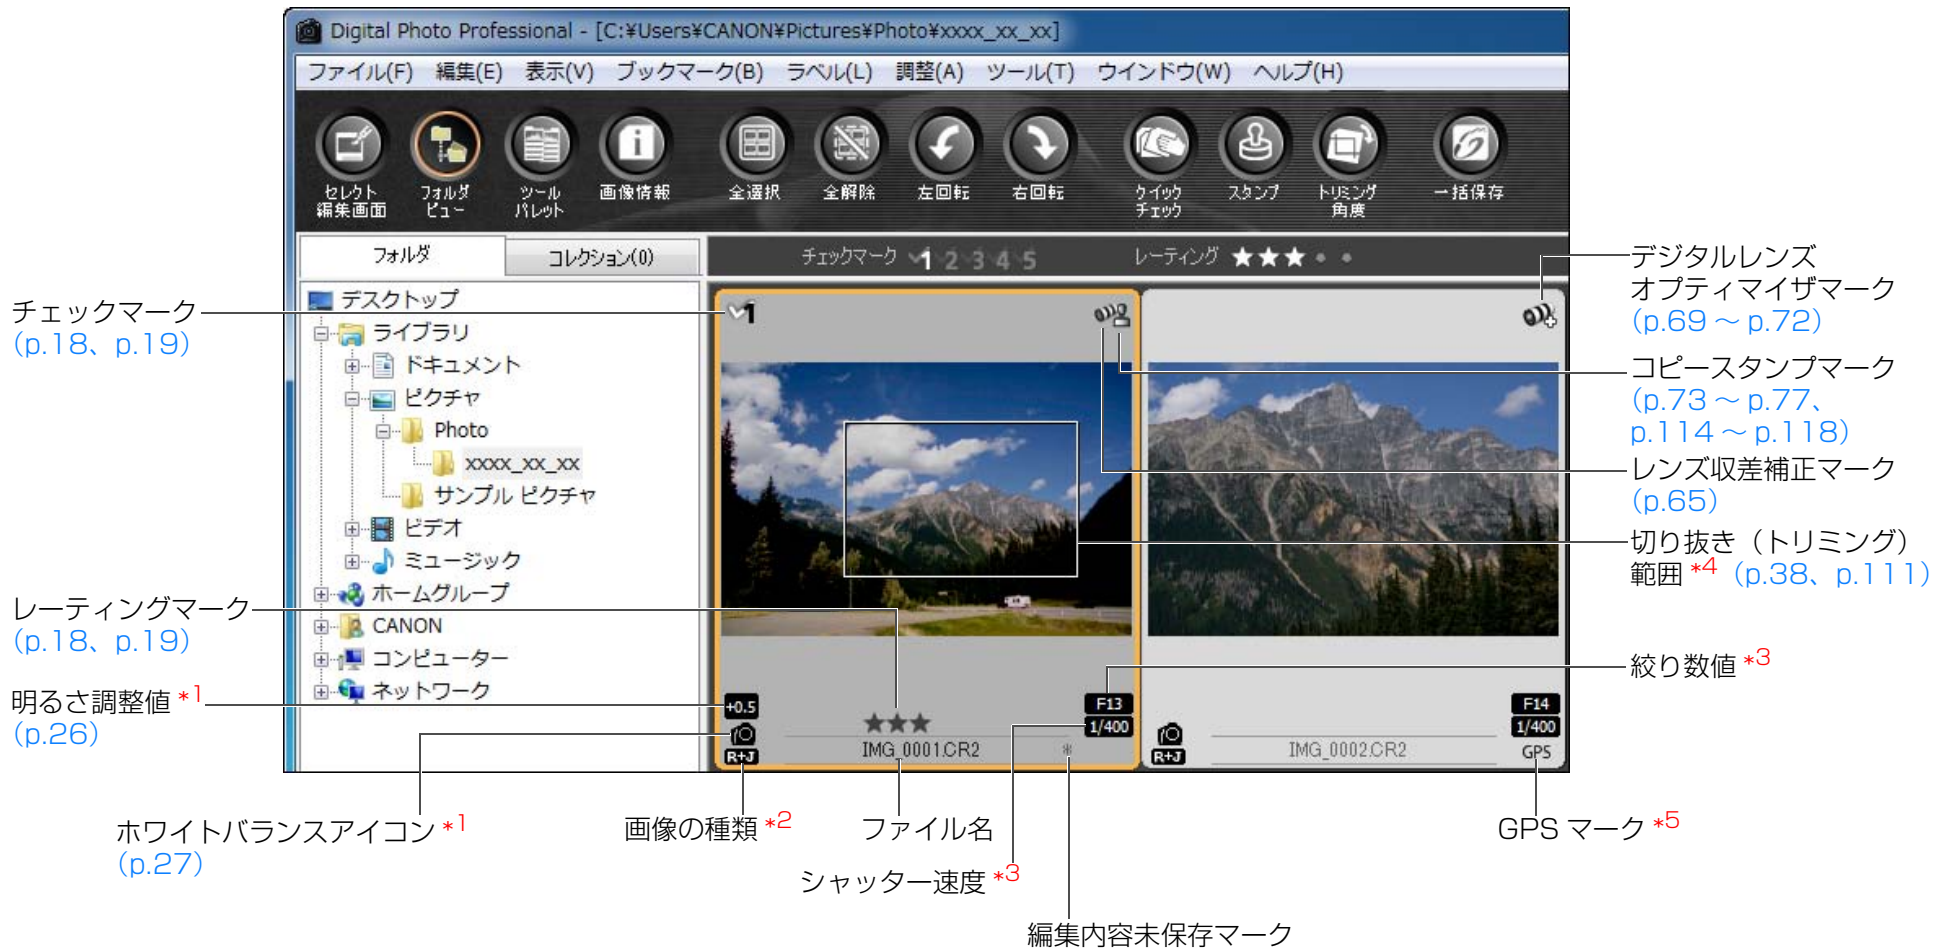 Digital Photo Professional - [C:¥Users¥CANON¥Pictures¥Photo¥xxxx_xx_xx]
ファイル(F) 編集(E) 表示(V) ブックマーク(B) ラベル(L) 調整(A) ツール(T) ウインドウ(W) ヘルプ(H)
セレクト
編集画面
フォルダ
ビュー
ツール
パレット
画像情報
全選択
全解除
左回転
右回転
クイック
チェック
スタンプ
トリミング
角度
一括保存
フォルダ
コレクション(0)
チェックマーク 1 2 3 4 5
レーティング ★★★
デスクトップ
ライブラリ
ドキュメント
ピクチャ
Photo
xxxx_xx_xx
サンプル ピクチャ
ビデオ
ミュージック
ホームグループ
CANON
コンピューター
ネットワーク
1
+0.5
R+J
★★★
IMG_0001.CR2 *
F13
1/400
R+J
IMG_0002.CR2
F14
1/400
GPS
チェックマーク
(p.18、p.19)
レーティングマーク
(p.18、p.19)
明るさ調整値 *1
(p.26)
ホワイトバランスアイコン *1
(p.27)
画像の種類 *2
ファイル名
シャッター速度 *3
編集内容未保存マーク
デジタルレンズ
オプティマイザマーク
(p.69 ~ p.72)
コピースタンプマーク
(p.73 ~ p.77、
p.114 ~ p.118)
レンズ収差補正マーク
(p.65)
切り抜き(トリミング)
範囲 *4 (p.38、p.111)
絞り数値 *3
GPS マーク *5